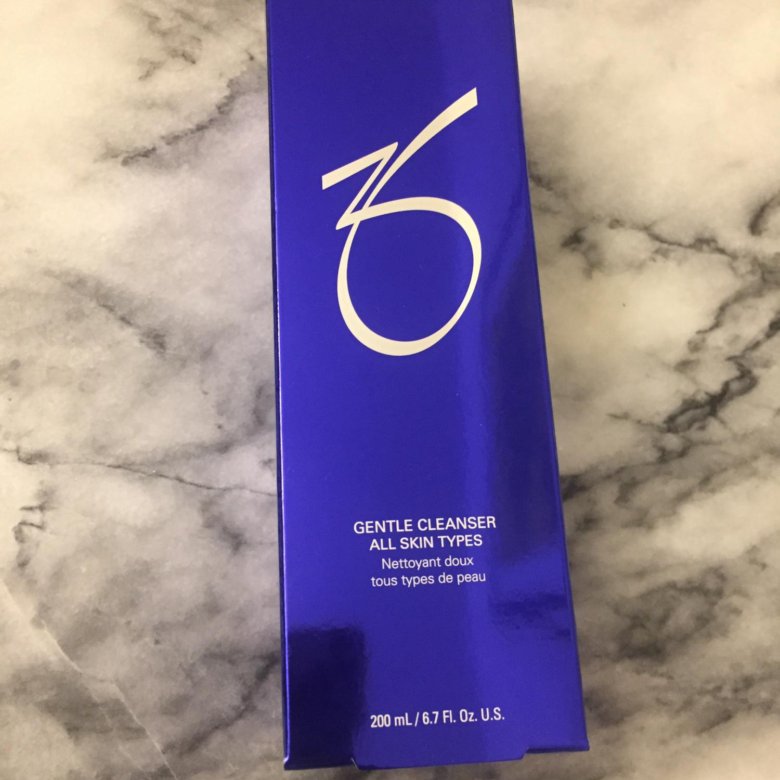 ZO
GENTLE CLEANSER
ALL SKIN TYPES
Nettoyant doux
tous types de peau
200 mL / 6.7 Fl. Oz. U.S.